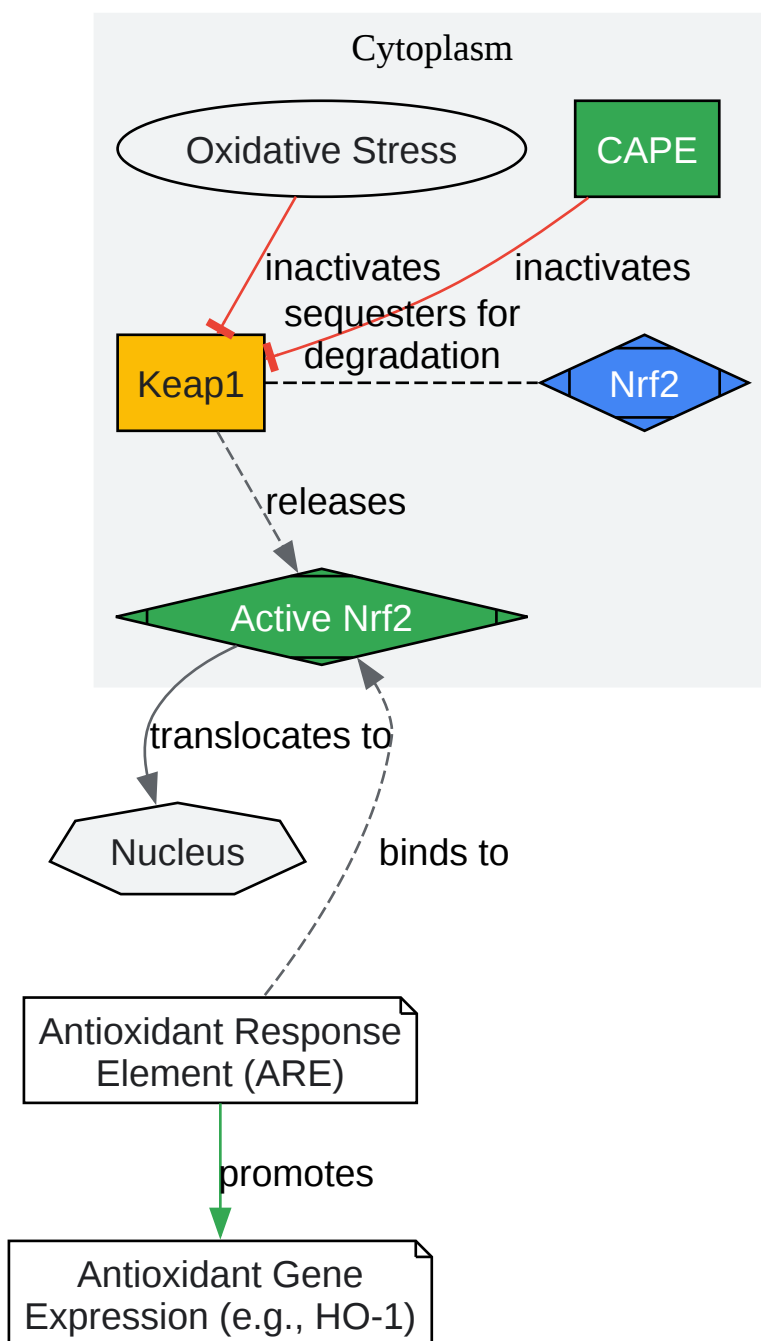 Cytoplasm
Oxidative Stress
CAPE
inactivates
inactivates
sequesters for
degradation
Keap1
Nrf2
releases
Active Nrf2
translocates to
Nucleus
binds to
Antioxidant Response
Element (ARE)
promotes
Antioxidant Gene
Expression (e.g., HO-1)